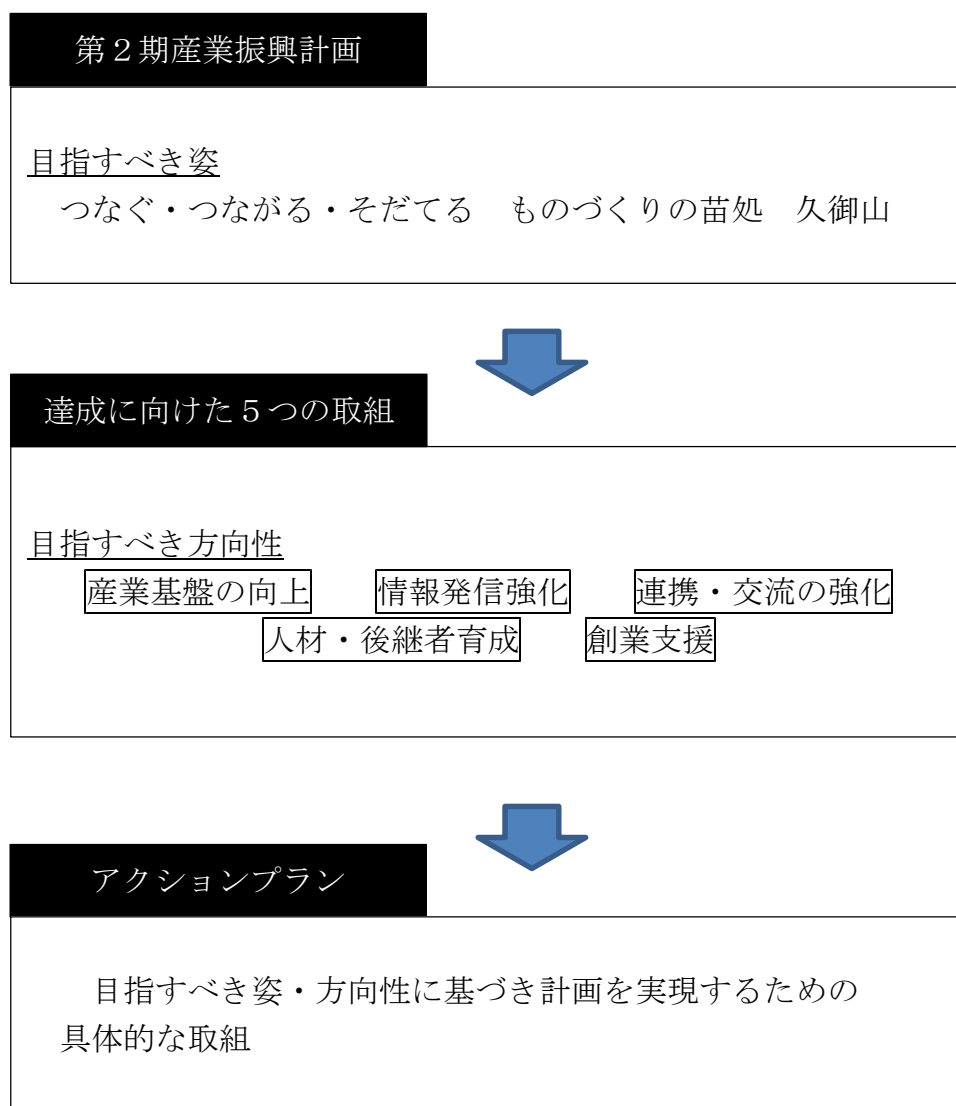 第２期産業振興計画
目指すべき姿
つなぐ・つながる・そだてる　ものづくりの苗処　久御山
達成に向けた５つの取組
目指すべき方向性
産業基盤の向上　情報発信強化　連携・交流の強化
人材・後継者育成　創業支援
アクションプラン
目指すべき姿・方向性に基づき計画を実現するための
具体的な取組